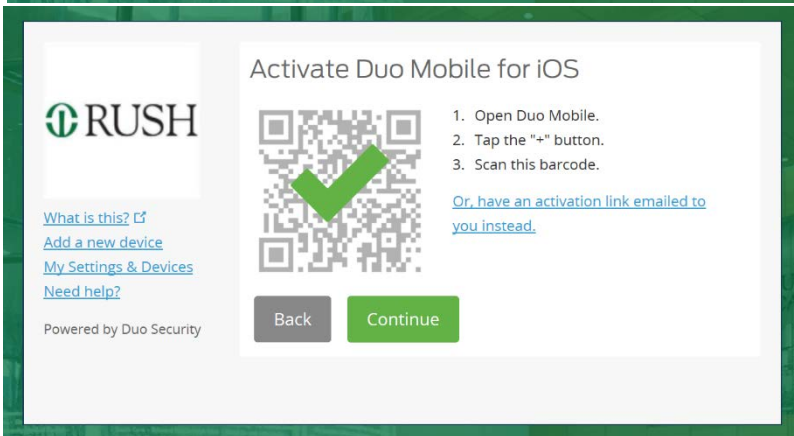 RUSH
What is this?
Add a new device
My Settings & Devices
Need help?
Powered by Duo Security
Activate Duo Mobile for iOS
1. Open Duo Mobile.
2. Tap the "+" button.
3. Scan this barcode.
Or, have an activation link emailed to
you instead.
Back
Continue